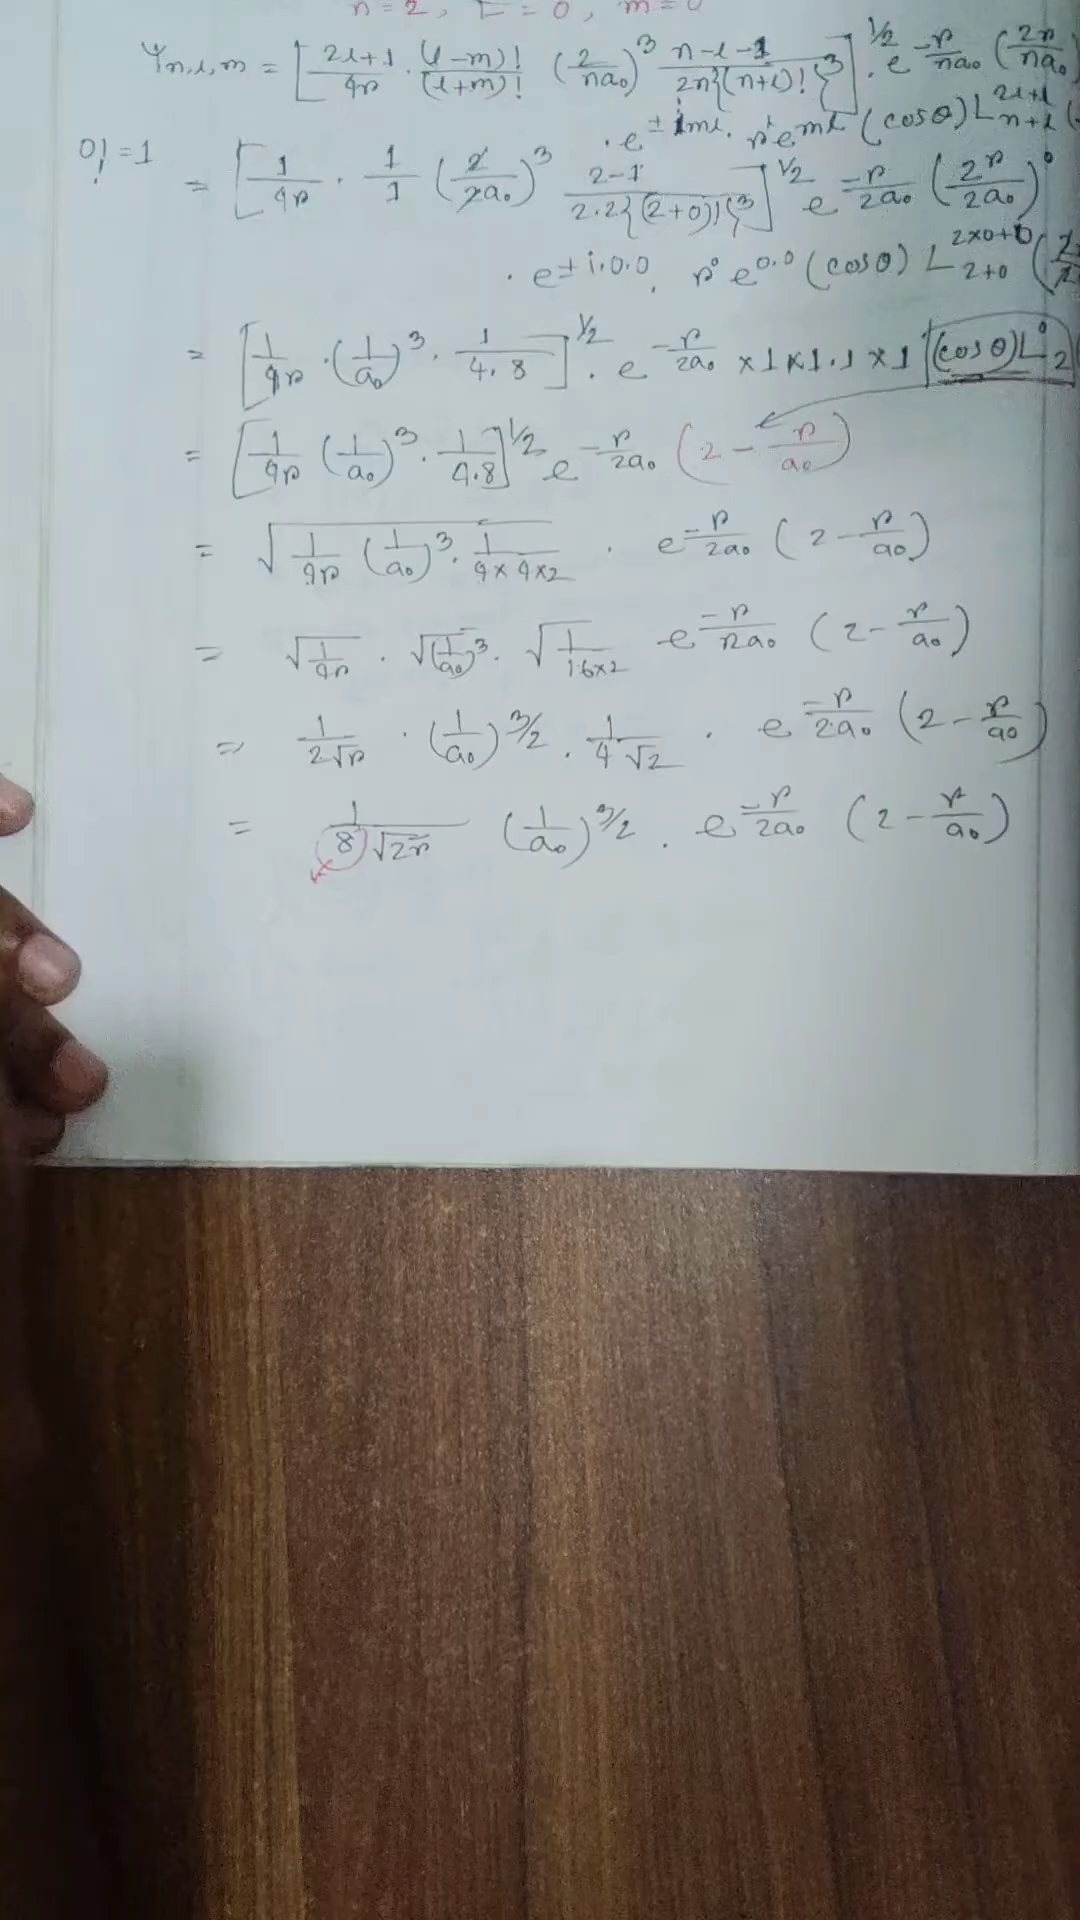 n=2, L=0, m=0
Ψn,l,m = [ (2l+1)/4π · (l-m)!/(l+m)! (2/na₀)³ (n-l-1)/2n{(n+l)!}³ ]^1/2 · e^-r/na₀ (2r/na₀)
· e^±iml · r^l e^ml (cosθ) L^2l+1 n+l
0! = 1
= [ 1/4π · 1/1 (2/2a₀)³ (2-1)/2·2{(2+0)!}³ ]^1/2 e^-r/2a₀ (2r/2a₀)⁰
· e^±i·0·0 · r⁰ e^0·0 (cosθ) L 2+0
= [ 1/4π · (1/a₀)³ · 1/4·8 ]^1/2 · e^-r/2a₀ ×1×1·1×1 (cosθ) L⁰₂
= [ 1/4π (1/a₀)³ · 1/4·8 ]^1/2 e^-r/2a₀ (2 - r/a₀)
= √(1/4π (1/a₀)³ · 1/4×4×2) · e^-r/2a₀ (2 - r/a₀)
= √(1/4π) · √(1/a₀)³ · √(1/16×2) e^-r/2a₀ (2 - r/a₀)
= 1/2√π · (1/a₀)^3/2 · 1/4√2 · e^-r/2a₀ (2 - r/a₀)
= 1/8√2π (1/a₀)^3/2 · e^-r/2a₀ (2 - r/a₀)